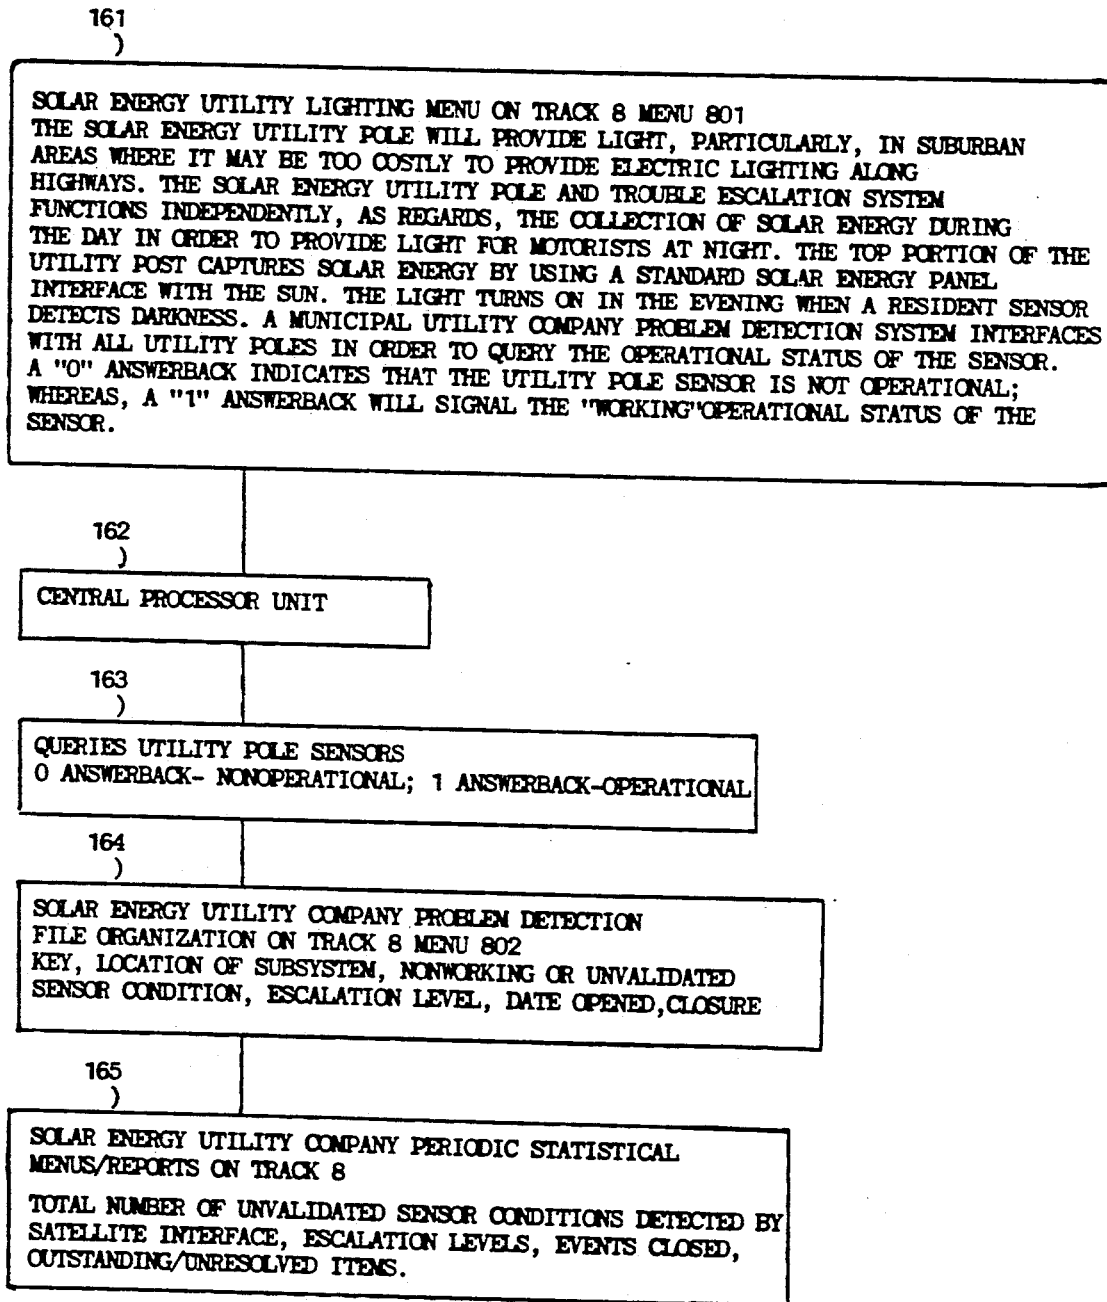 161
SOLAR ENERGY UTILITY LIGHTING MENU ON TRACK 8 MENU 801
THE SOLAR ENERGY UTILITY POLE WILL PROVIDE LIGHT, PARTICULARLY, IN SUBURBAN
AREAS WHERE IT MAY BE TOO COSTLY TO PROVIDE ELECTRIC LIGHTING ALONG
HIGHWAYS. THE SOLAR ENERGY UTILITY POLE AND TROUBLE ESCALATION SYSTEM
FUNCTIONS INDEPENDENTLY, AS REGARDS, THE COLLECTION OF SOLAR ENERGY DURING
THE DAY IN ORDER TO PROVIDE LIGHT FOR MOTORISTS AT NIGHT. THE TOP PORTION OF THE
UTILITY POST CAPTURES SOLAR ENERGY BY USING A STANDARD SOLAR ENERGY PANEL
INTERFACE WITH THE SUN. THE LIGHT TURNS ON IN THE EVENING WHEN A RESIDENT SENSOR
DETECTS DARKNESS. A MUNICIPAL UTILITY COMPANY PROBLEM DETECTION SYSTEM INTERFACES
WITH ALL UTILITY POLES IN ORDER TO QUERY THE OPERATIONAL STATUS OF THE SENSOR.
A "0" ANSWERBACK INDICATES THAT THE UTILITY POLE SENSOR IS NOT OPERATIONAL;
WHEREAS, A "1" ANSWERBACK WILL SIGNAL THE "WORKING"OPERATIONAL STATUS OF THE
SENSOR.
162
CENTRAL PROCESSOR UNIT
163
QUERIES UTILITY POLE SENSORS
0 ANSWERBACK- NONOPERATIONAL; 1 ANSWERBACK-OPERATIONAL
164
SOLAR ENERGY UTILITY COMPANY PROBLEM DETECTION
FILE ORGANIZATION ON TRACK 8 MENU 802
KEY, LOCATION OF SUBSYSTEM, NONWORKING OR UNVALIDATED
SENSOR CONDITION, ESCALATION LEVEL, DATE OPENED,CLOSURE
165
SOLAR ENERGY UTILITY COMPANY PERIODIC STATISTICAL
MENUS/REPORTS ON TRACK 8
TOTAL NUMBER OF UNVALIDATED SENSOR CONDITIONS DETECTED BY
SATELLITE INTERFACE, ESCALATION LEVELS, EVENTS CLOSED,
OUTSTANDING/UNRESOLVED ITEMS.